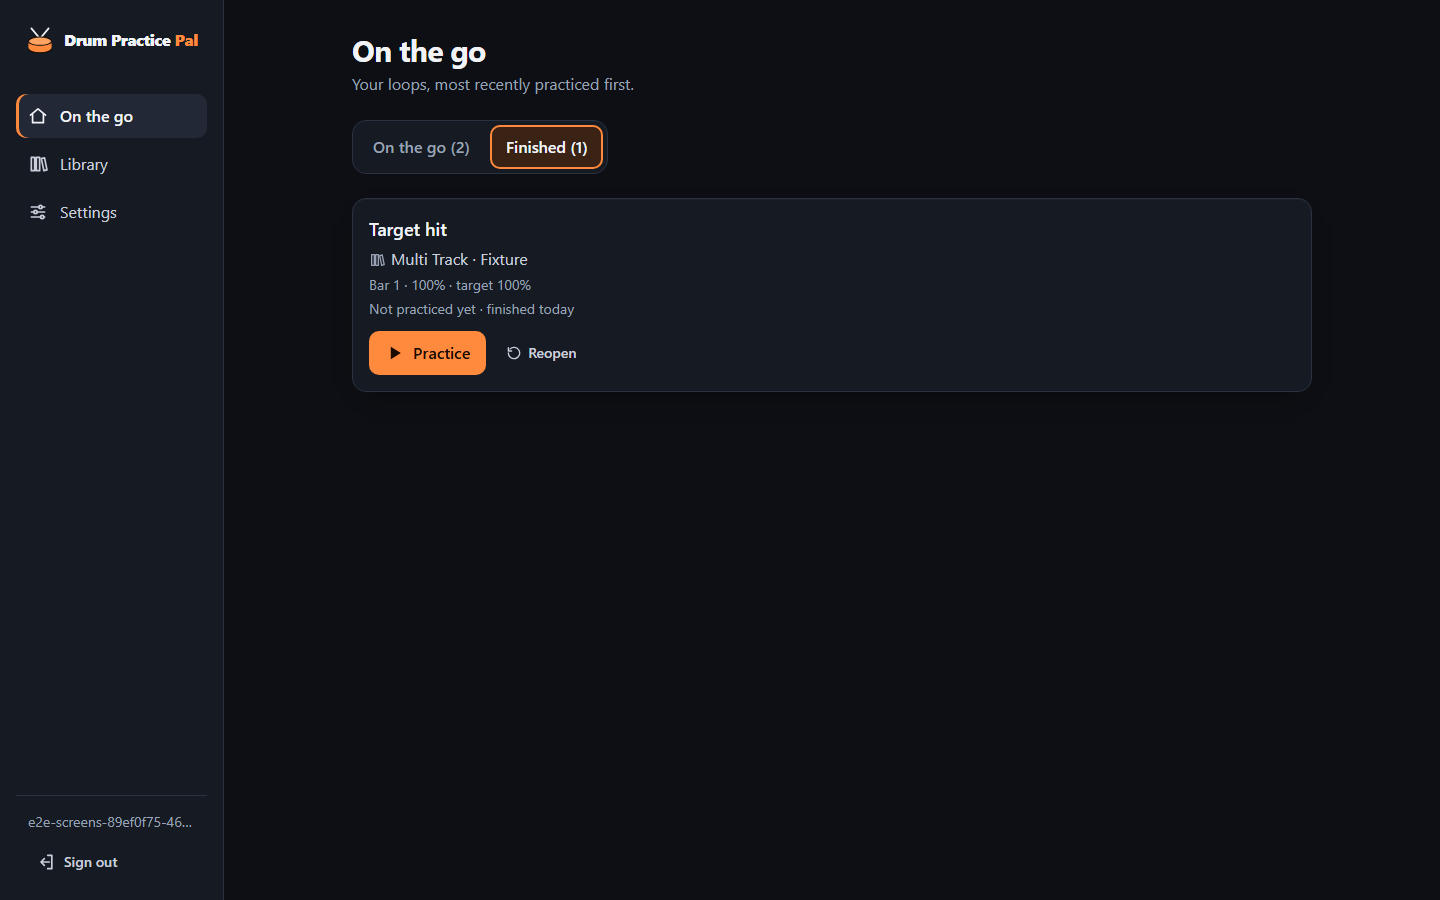 Drum Practice Pal
On the go
Library
Settings
e2e-screens-89ef0f75-46...
Sign out
On the go
Your loops, most recently practiced first.
On the go (2)
Finished (1)
Target hit
Multi Track · Fixture
Bar 1 · 100% · target 100%
Not practiced yet · finished today
Practice
Reopen